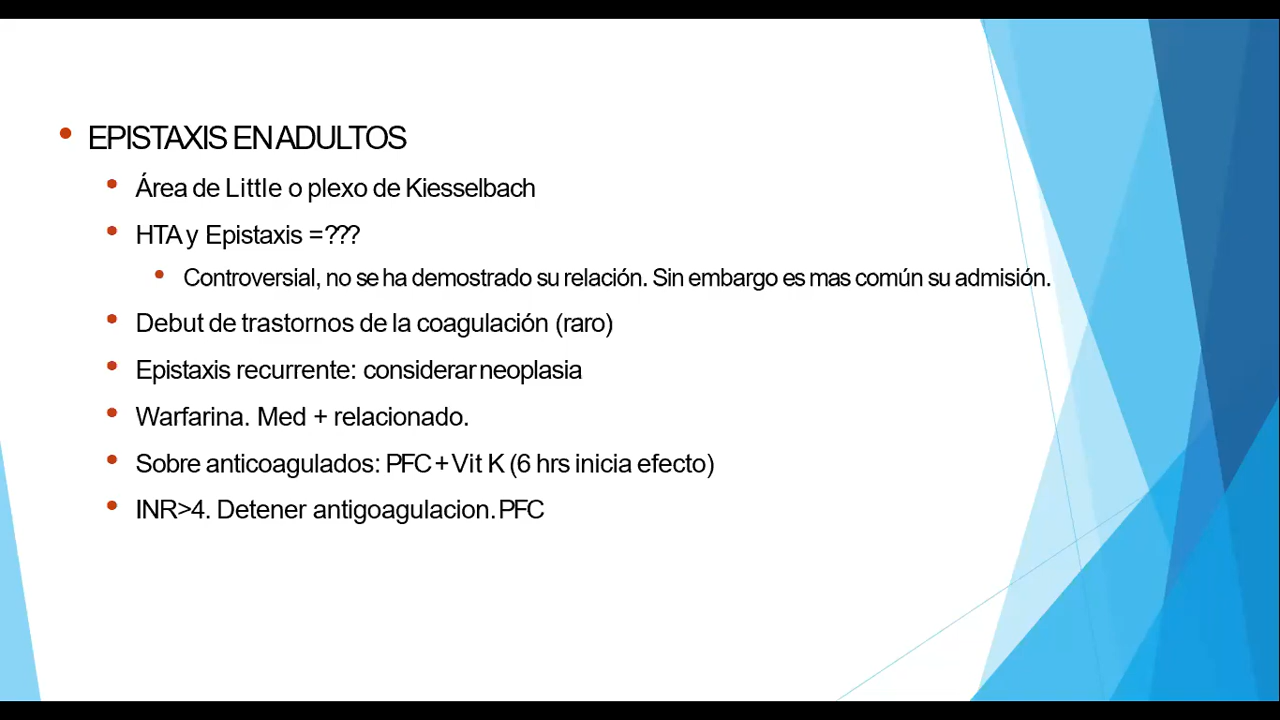 EPISTAXIS EN ADULTOS
Área de Little o plexo de Kiesselbach
HTA y Epistaxis =???
Controversial, no se ha demostrado su relación. Sin embargo es mas común su admisión.
Debut de trastornos de la coagulación (raro)
Epistaxis recurrente: considerar neoplasia
Warfarina. Med + relacionado.
Sobre anticoagulados: PFC + Vit K (6 hrs inicia efecto)
INR>4. Detener antigoagulacion. PFC